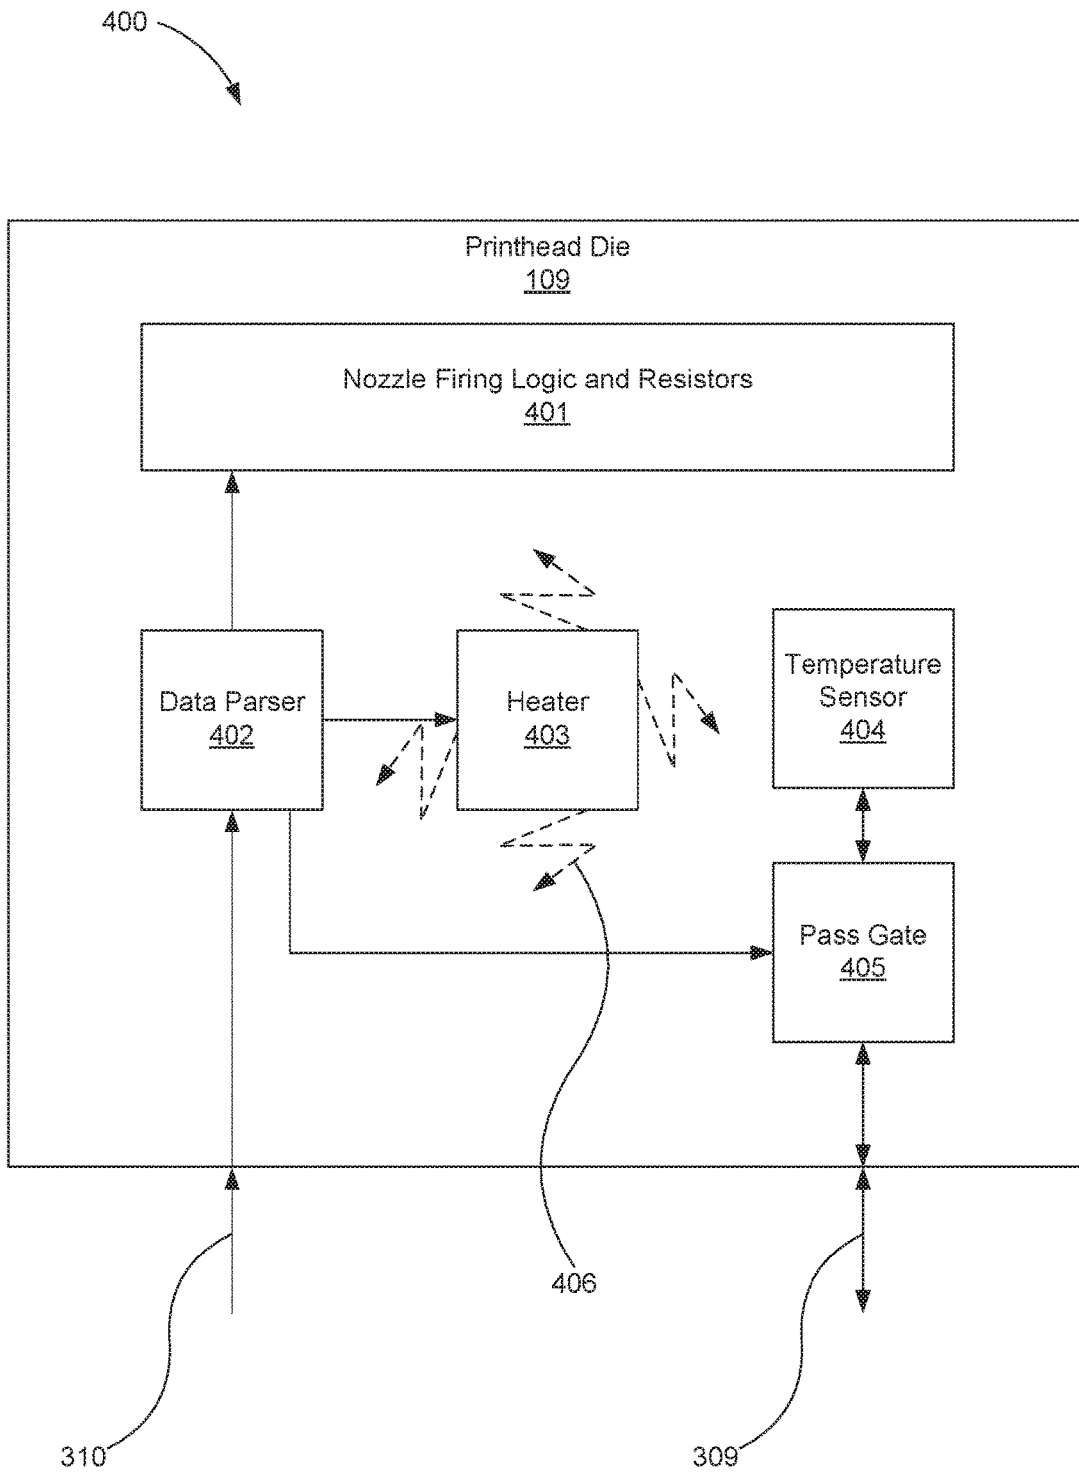 400
Printhead Die
109
Nozzle Firing Logic and Resistors
401
Data Parser
402
Heater
403
Temperature
Sensor
404
Pass Gate
405
406
310
309